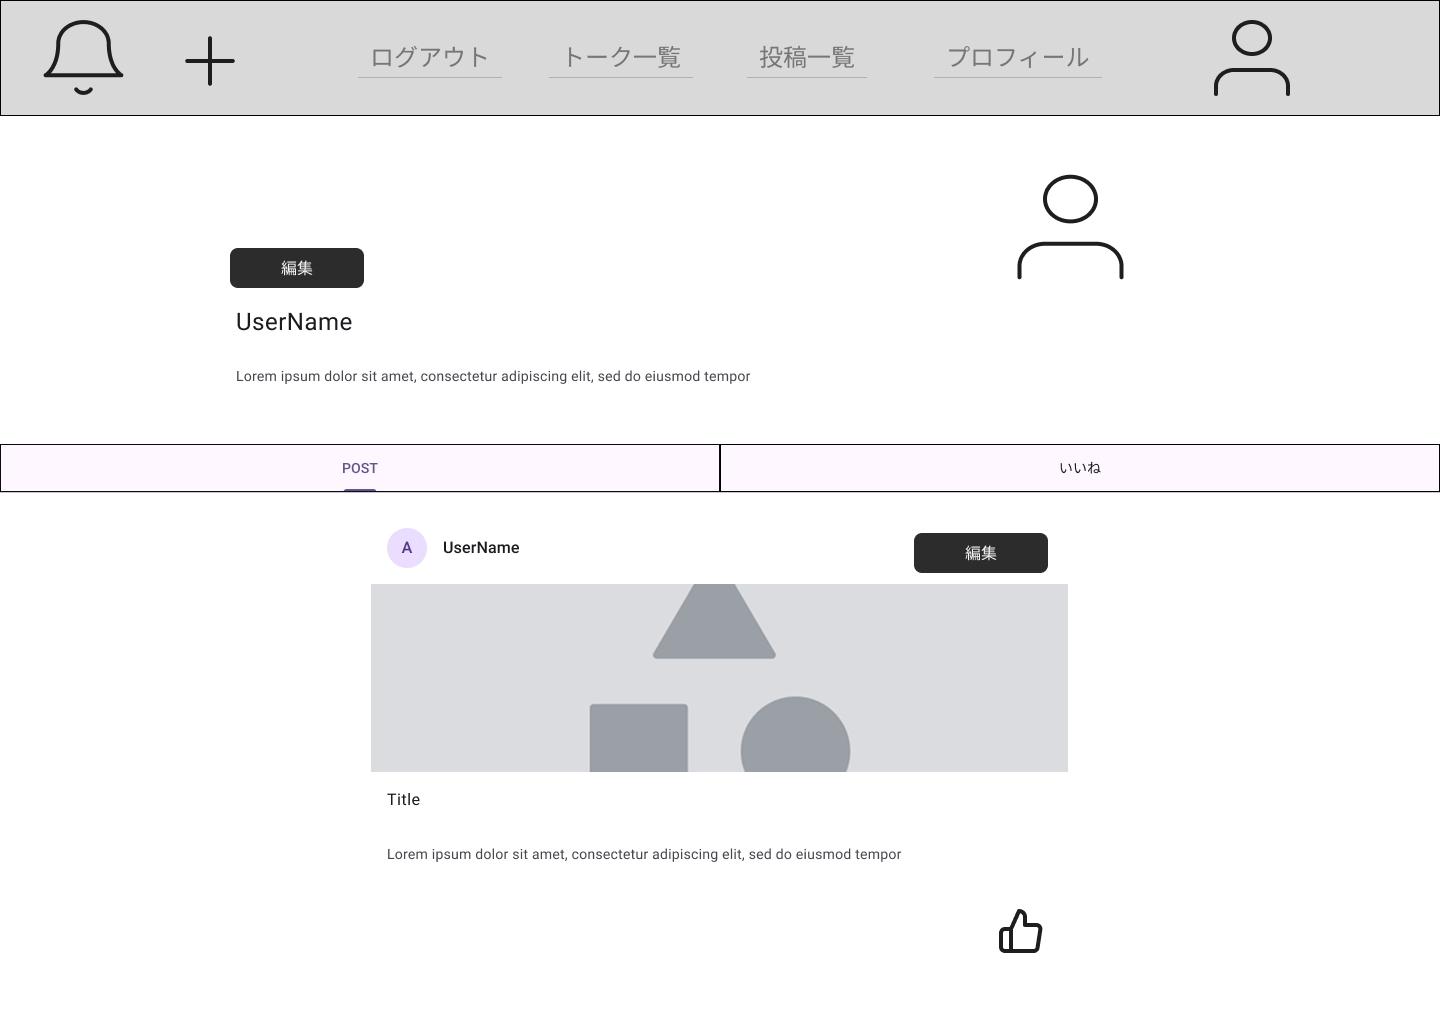 ログアウト
トーク一覧
投稿一覧
プロフィール
編集
UserName
Lorem ipsum dolor sit amet, consectetur adipiscing elit, sed do eiusmod tempor
POST
いいね
A
UserName
編集
Title
Lorem ipsum dolor sit amet, consectetur adipiscing elit, sed do eiusmod tempor